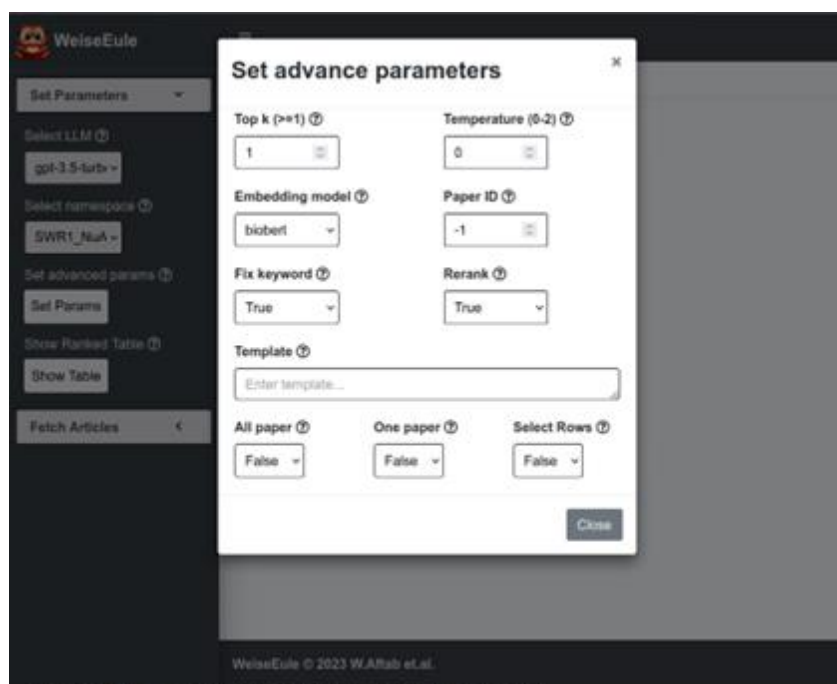 WeiseEule
Set Parameters
Select LLM
gpt-3.5-turb
Select namespace
SWR1_NuA
Set advanced params
Set Params
Show Ranked Table
Show Table
Fetch Articles
Set advance parameters
×
Top k (>=1)
Temperature (0-2)
1
0
Embedding model
Paper ID
biobert
-1
Fix keyword
Rerank
True
True
Template
Enter template...
All paper
One paper
Select Rows
False
False
False
Close
WeiseEule © 2023 W.Aftab et.al.